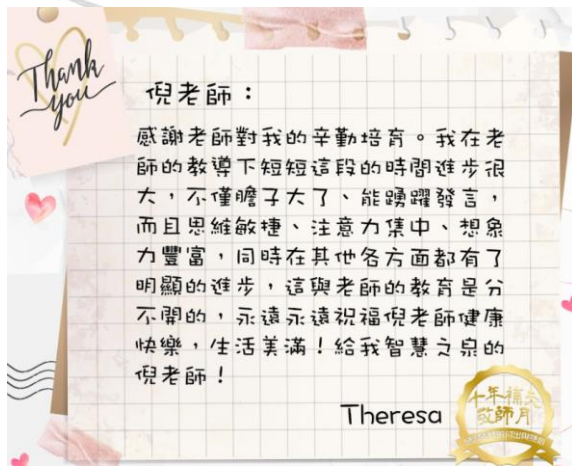 Thank
you
倪老師：
感謝老師對我的辛勤培育。我在老
師的教導下短短這段的時間進步很
大，不僅膽子大了、能踴躍發言，
而且思維敏捷、注意力集中、想象
力豐富，同時在其他各方面都有了
明顯的進步，這與老師的教育是分
不開的，永遠永遠祝福倪老師健康
快樂，生活美滿！給我智慧之泉的
倪老師！
Theresa
十年補交
敬師月